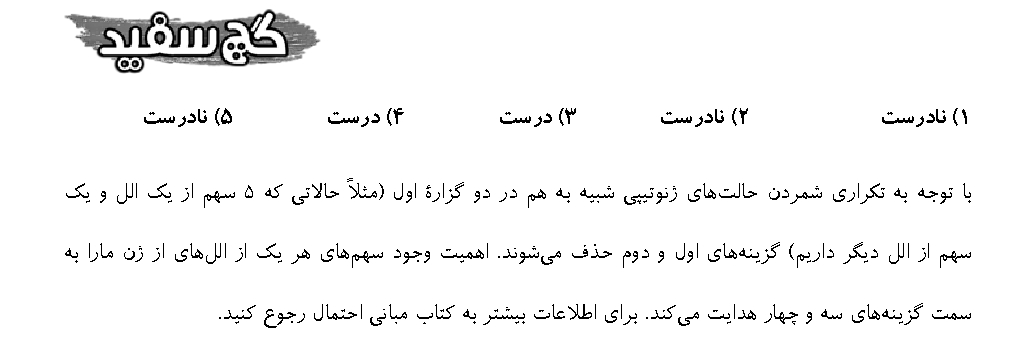 گچ سفید
۱) نادرست ۲) نادرست ۳) درست ۴) درست ۵) نادرست
با توجه به تکراری شمردن حالت‌های ژنوتیپی شبیه به هم در دو گزارهٔ اول (مثلاً حالاتی که ۵ سهم از یک الل و یک
سهم از الل دیگر داریم) گزینه‌های اول و دوم حذف می‌شوند. اهمیت وجود سهم‌های هر یک از الل‌های از ژن مارا به
سمت گزینه‌های سه و چهار هدایت می‌کند. برای اطلاعات بیشتر به کتاب مبانی احتمال رجوع کنید.